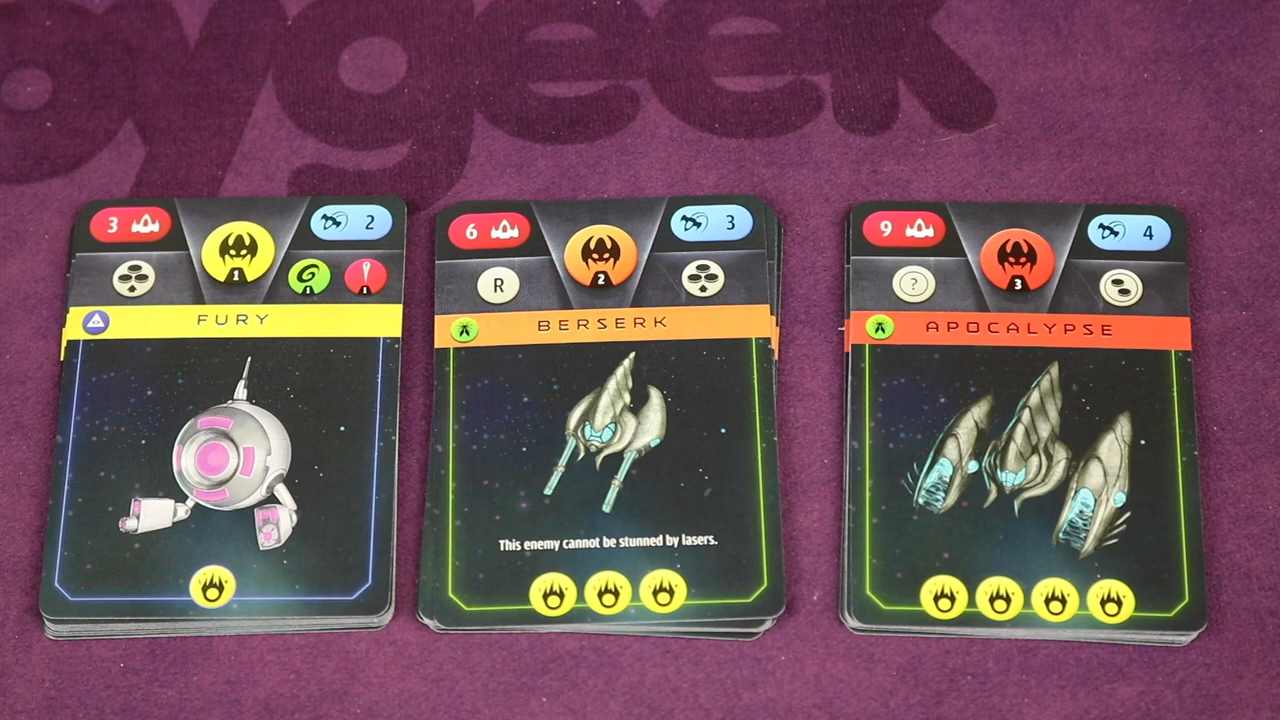 ygeek
3
2
1
1
1
FURY
6
3
2
R
BERSERK
This enemy cannot be stunned by lasers.
9
4
3
?
APOCALYPSE